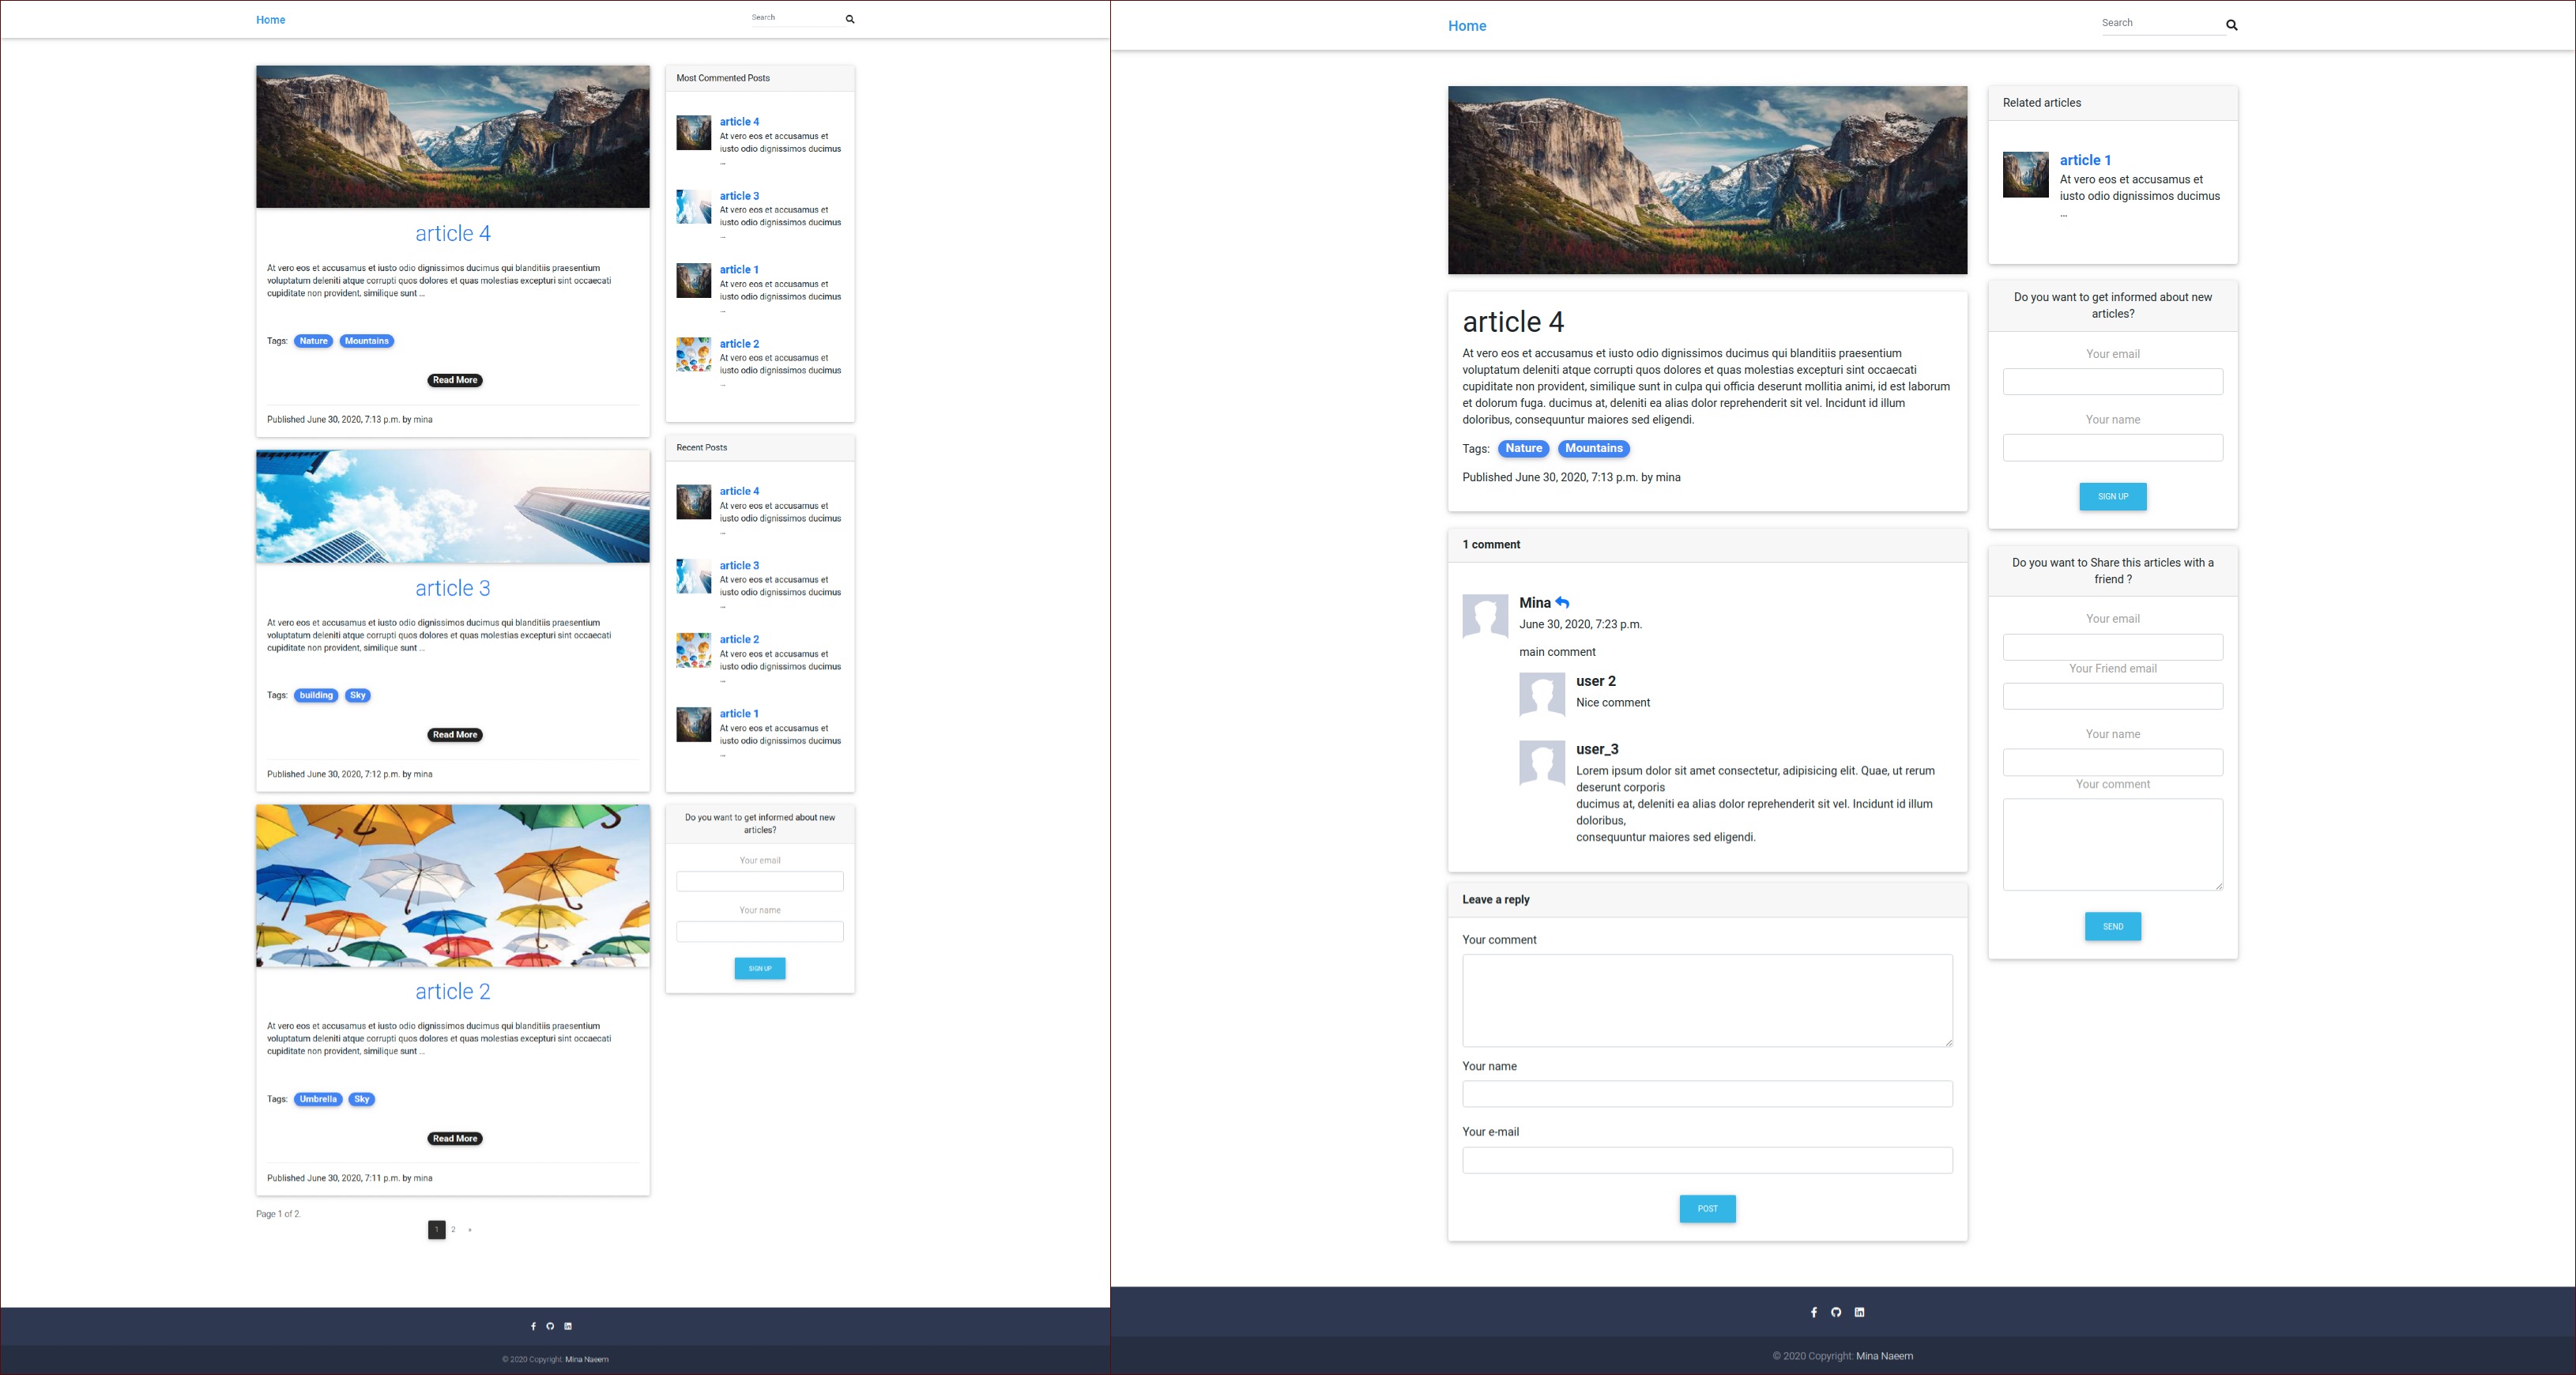 Home
Search
article 4
At vero eos et accusamus et iusto odio dignissimos ducimus qui blanditiis praesentium
voluptatum deleniti atque corrupti quos dolores et quas molestias excepturi sint occaecati
cupiditate non provident, similique sunt ...
Tags: Nature Mountains
Read More
Published June 30, 2020, 7:13 p.m. by mina
article 3
At vero eos et accusamus et iusto odio dignissimos ducimus qui blanditiis praesentium
voluptatum deleniti atque corrupti quos dolores et quas molestias excepturi sint occaecati
cupiditate non provident, similique sunt ...
Tags: building Sky
Read More
Published June 30, 2020, 7:12 p.m. by mina
article 2
At vero eos et accusamus et iusto odio dignissimos ducimus qui blanditiis praesentium
voluptatum deleniti atque corrupti quos dolores et quas molestias excepturi sint occaecati
cupiditate non provident, similique sunt ...
Tags: Umbrella Sky
Read More
Published June 30, 2020, 7:11 p.m. by mina
Page 1 of 2.
1 2 »
Most Commented Posts
article 4
At vero eos et accusamus et
iusto odio dignissimos ducimus
...
article 3
At vero eos et accusamus et
iusto odio dignissimos ducimus
...
article 1
At vero eos et accusamus et
iusto odio dignissimos ducimus
...
article 2
At vero eos et accusamus et
iusto odio dignissimos ducimus
...
Recent Posts
article 4
At vero eos et accusamus et
iusto odio dignissimos ducimus
...
article 3
At vero eos et accusamus et
iusto odio dignissimos ducimus
...
article 2
At vero eos et accusamus et
iusto odio dignissimos ducimus
...
article 1
At vero eos et accusamus et
iusto odio dignissimos ducimus
...
Do you want to get informed about new
articles?
Your email
Your name
SIGN UP
© 2020 Copyright: Mina Naeem
Home
Search
article 4
At vero eos et accusamus et iusto odio dignissimos ducimus qui blanditiis praesentium
voluptatum deleniti atque corrupti quos dolores et quas molestias excepturi sint occaecati
cupiditate non provident, similique sunt in culpa qui officia deserunt mollitia animi, id est laborum
et dolorum fuga. ducimus at, deleniti ea alias dolor reprehenderit sit vel. Incidunt id illum
doloribus, consequuntur maiores sed eligendi.
Tags: Nature Mountains
Published June 30, 2020, 7:13 p.m. by mina
1 comment
Mina
June 30, 2020, 7:23 p.m.
main comment
user 2
Nice comment
user_3
Lorem ipsum dolor sit amet consectetur, adipisicing elit. Quae, ut rerum
deserunt corporis
ducimus at, deleniti ea alias dolor reprehenderit sit vel. Incidunt id illum
doloribus,
consequuntur maiores sed eligendi.
Leave a reply
Your comment
Your name
Your e-mail
POST
Related articles
article 1
At vero eos et accusamus et
iusto odio dignissimos ducimus
...
Do you want to get informed about new
articles?
Your email
Your name
SIGN UP
Do you want to Share this articles with a
friend ?
Your email
Your Friend email
Your name
Your comment
SEND
© 2020 Copyright: Mina Naeem